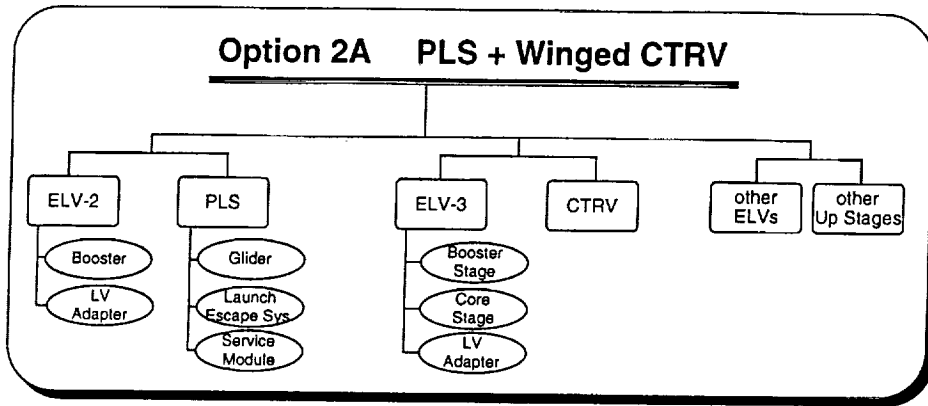 Option 2A PLS + Winged CTRV
ELV-2
PLS
ELV-3
CTRV
other
ELVs
other
Up Stages
Booster
LV
Adapter
Glider
Launch
Escape Sys
Service
Module
Booster
Stage
Core
Stage
LV
Adapter